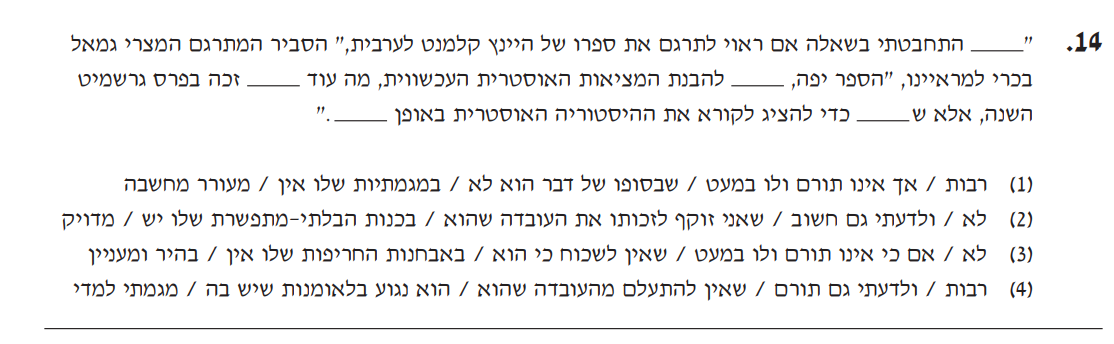 14. "_____ התחבטתי בשאלה אם ראוי לתרגם את ספרו של היינץ קלמנט לערבית," הסביר המתרגם המצרי גמאל
בכרי למראיינו, "הספר יפה, _____ להבנת המציאות האוסטרית העכשווית, מה עוד _____ זכה בפרס גרשמיט
השנה, אלא ש_____ כדי להציג לקורא את ההיסטוריה האוסטרית באופן _____."
(1) רבות / אך אינו תורם ולו במעט / שבסופו של דבר הוא לא / במגמתיות שלו אין / מעורר מחשבה
(2) לא / ולדעתי גם חשוב / שאני זוקף לזכותו את העובדה שהוא / בכנות הבלתי-מתפשרת שלו יש / מדויק
(3) לא / אם כי אינו תורם ולו במעט / שאין לשכוח כי הוא / באבחנות החריפות שלו אין / בהיר ומעניין
(4) רבות / ולדעתי גם תורם / שאין להתעלם מהעובדה שהוא / הוא נגוע בלאומנות שיש בה / מגמתי למדי